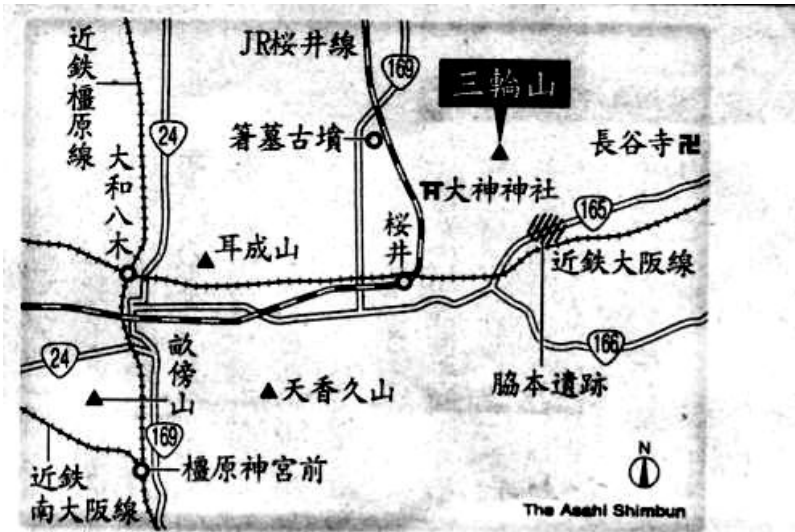 近鉄橿原線
JR桜井線
169
三輪山
24
箸墓古墳
長谷寺卍
大和八木
大神神社
165
耳成山
桜井
近鉄大阪線
166
24
畝傍山
天香久山
脇本遺跡
169
橿原神宮前
近鉄
南大阪線
N
The Asahi Shimbun